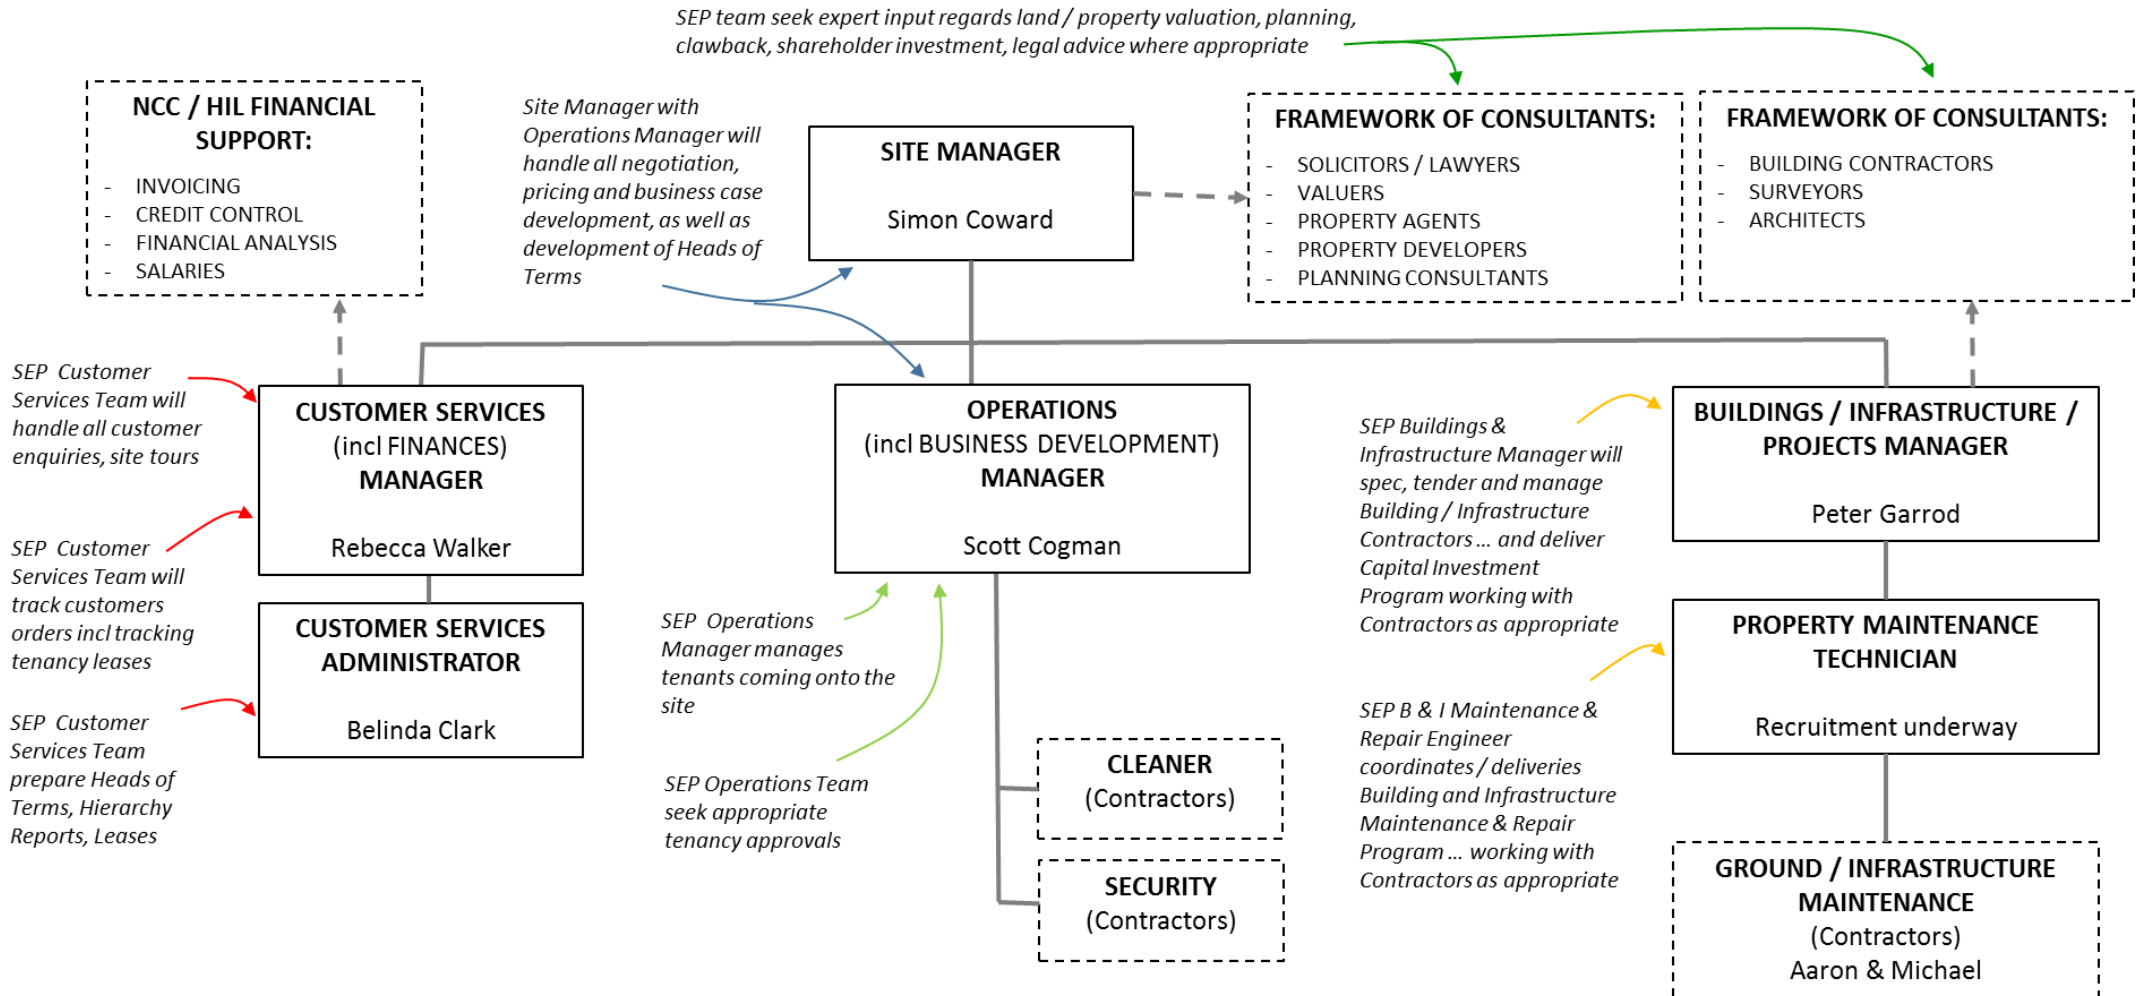 SEP team seek expert input regards land / property valuation, planning,
clawback, shareholder investment, legal advice where appropriate
NCC / HIL FINANCIAL
SUPPORT:
- INVOICING
- CREDIT CONTROL
- FINANCIAL ANALYSIS
- SALARIES
Site Manager with
Operations Manager will
handle all negotiation,
pricing and business case
development, as well as
development of Heads of
Terms
SITE MANAGER
Simon Coward
FRAMEWORK OF CONSULTANTS:
- SOLICITORS / LAWYERS
- VALUERS
- PROPERTY AGENTS
- PROPERTY DEVELOPERS
- PLANNING CONSULTANTS
FRAMEWORK OF CONSULTANTS:
- BUILDING CONTRACTORS
- SURVEYORS
- ARCHITECTS
SEP Customer
Services Team will
handle all customer
enquiries, site tours
SEP Customer
Services Team will
track customers
orders incl tracking
tenancy leases
SEP Customer
Services Team
prepare Heads of
Terms, Hierarchy
Reports, Leases
CUSTOMER SERVICES
(incl FINANCES)
MANAGER
Rebecca Walker
CUSTOMER SERVICES
ADMINISTRATOR
Belinda Clark
OPERATIONS
(incl BUSINESS DEVELOPMENT)
MANAGER
Scott Cogman
SEP Operations
Manager manages
tenants coming onto the
site
SEP Operations Team
seek appropriate
tenancy approvals
CLEANER
(Contractors)
SECURITY
(Contractors)
SEP Buildings &
Infrastructure Manager will
spec, tender and manage
Building / Infrastructure
Contractors ... and deliver
Capital Investment
Program working with
Contractors as appropriate
SEP B & I Maintenance &
Repair Engineer
coordinates / deliveries
Building and Infrastructure
Maintenance & Repair
Program ... working with
Contractors as appropriate
BUILDINGS / INFRASTRUCTURE /
PROJECTS MANAGER
Peter Garrod
PROPERTY MAINTENANCE
TECHNICIAN
Recruitment underway
GROUND / INFRASTRUCTURE
MAINTENANCE
(Contractors)
Aaron & Michael